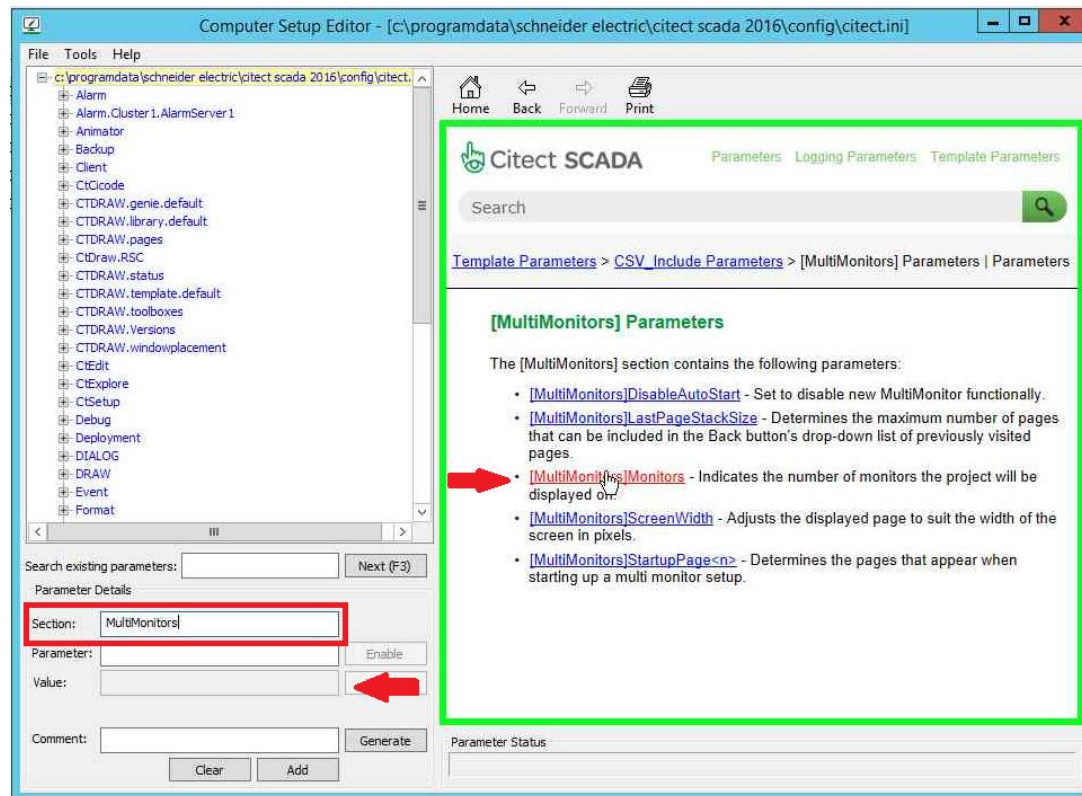 Computer Setup Editor - [c:\programdata\schneider electric\citect scada 2016\config\citect.ini]
File Tools Help
c:\programdata\schneider electric\citect scada 2016\config\citect.
Alarm
Alarm.Cluster1.AlarmServer1
Animator
Backup
Client
CtCicode
CTDRAW.genie.default
CTDRAW.library.default
CTDRAW.pages
CtDraw.RSC
CTDRAW.status
CTDRAW.template.default
CTDRAW.toolboxes
CTDRAW.Versions
CTDRAW.windowplacement
CtEdit
CtExplore
CtSetup
Debug
Deployment
DIALOG
DRAW
Event
Format
Search existing parameters: Next (F3)
Parameter Details
Section: MultiMonitors
Parameter: Enable
Value:
Comment: Generate
Clear Add
Home Back Forward Print
Citect SCADA Parameters Logging Parameters Template Parameters
Search
Template Parameters > CSV_Include Parameters > [MultiMonitors] Parameters | Parameters
[MultiMonitors] Parameters
The [MultiMonitors] section contains the following parameters:
• [MultiMonitors]DisableAutoStart - Set to disable new MultiMonitor functionally.
• [MultiMonitors]LastPageStackSize - Determines the maximum number of pages
that can be included in the Back button's drop-down list of previously visited
pages.
• [MultiMonitors]Monitors - Indicates the number of monitors the project will be
displayed on.
• [MultiMonitors]ScreenWidth - Adjusts the displayed page to suit the width of the
screen in pixels.
• [MultiMonitors]StartupPage<n> - Determines the pages that appear when
starting up a multi monitor setup.
Parameter Status